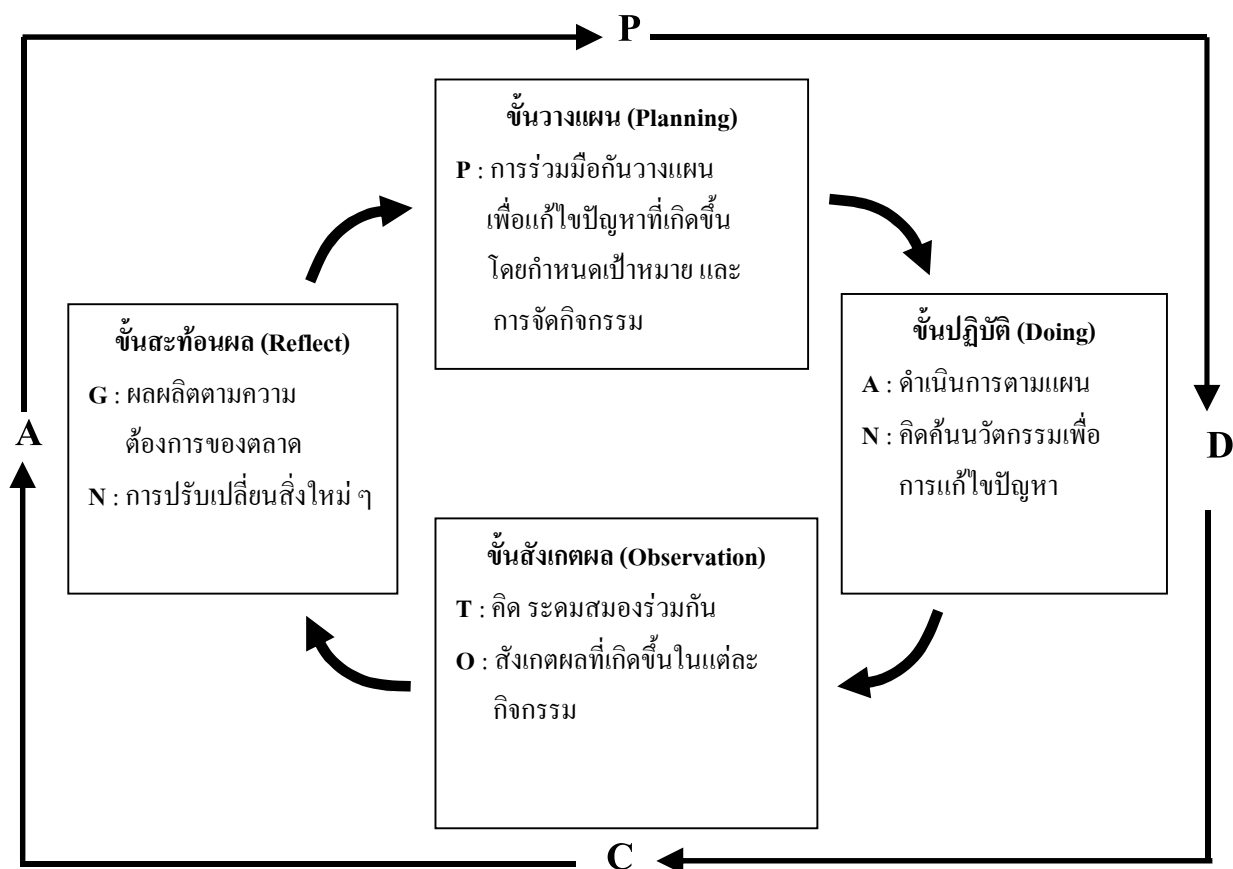 P
ขั้นวางแผน (Planning)
P : การร่วมมือกันวางแผน
เพื่อแก้ไขปัญหาที่เกิดขึ้น
โดยกำหนดเป้าหมาย และ
การจัดกิจกรรม
ขั้นปฏิบัติ (Doing)
A : ดำเนินการตามแผน
N : คิดค้นนวัตกรรมเพื่อ
การแก้ไขปัญหา
D
ขั้นสังเกตผล (Observation)
T : คิด ระดมสมองร่วมกัน
O : สังเกตผลที่เกิดขึ้นในแต่ละ
กิจกรรม
C
ขั้นสะท้อนผล (Reflect)
G : ผลผลิตตามความ
ต้องการของตลาด
N : การปรับเปลี่ยนสิ่งใหม่ ๆ
A